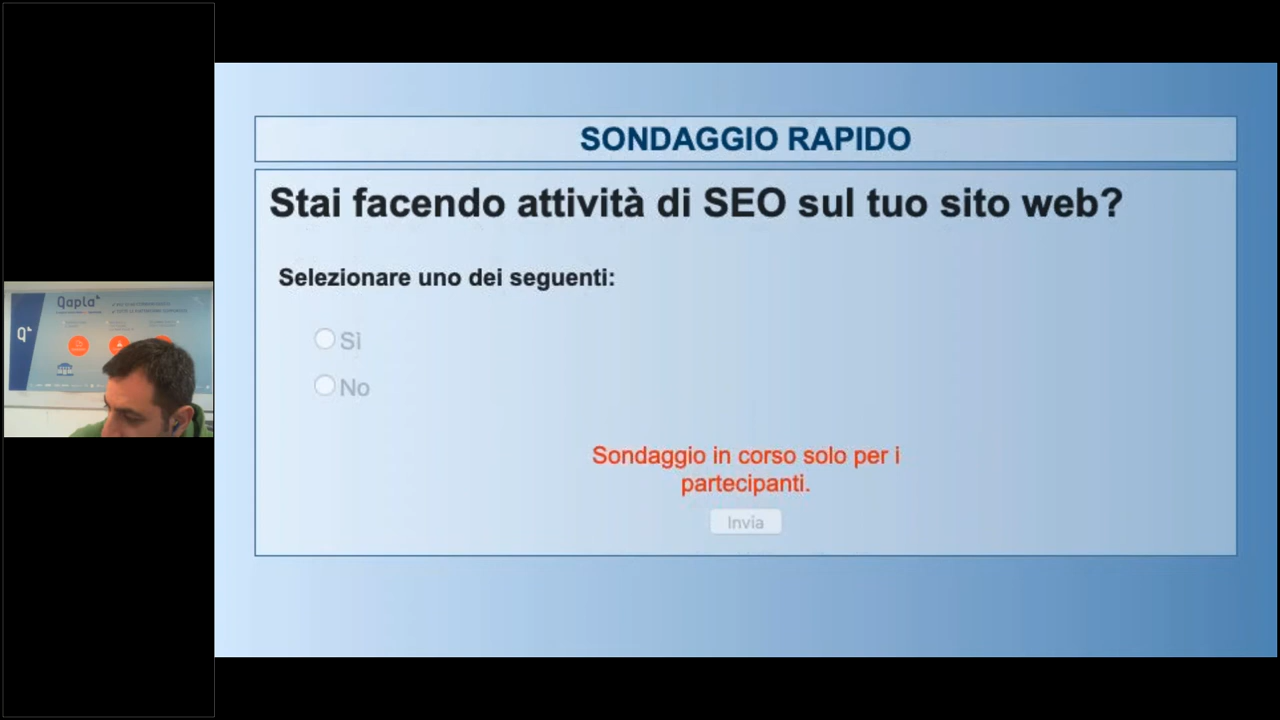 SONDAGGIO RAPIDO
Stai facendo attività di SEO sul tuo sito web?
Selezionare uno dei seguenti:
Sì
No
Sondaggio in corso solo per i
partecipanti.
Invia
Qapla'
Q'